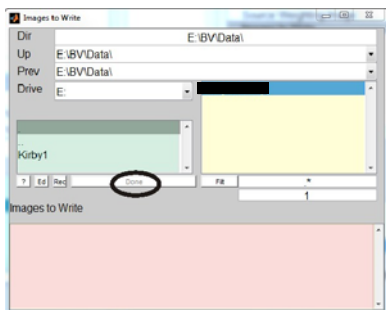 Images to Write
Dir E:\BV\Data\
Up E:\BV\Data\
Prev E:\BV\Data\
Drive E:
.
..
Kirby1
? Ed Rec Done Filt .*
1
Images to Write